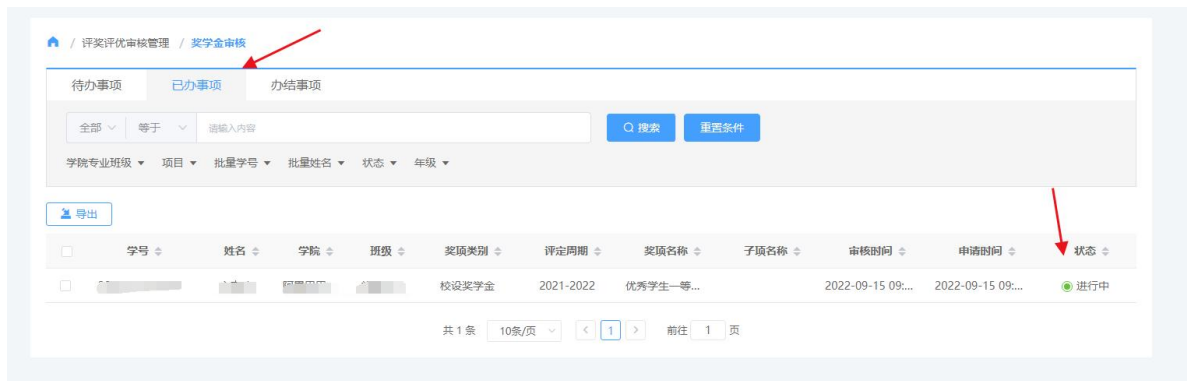 / 评奖评优审核管理 / 奖学金审核
待办事项 已办事项 办结事项
全部 等于 请输入内容 搜索 重置条件
学院专业班级 项目 批量学号 批量姓名 状态 年级
导出
学号 姓名 学院 班级 奖项类别 评定周期 奖项名称 子项名称 审核时间 申请时间 状态
校设奖学金 2021-2022 优秀学生一等... 2022-09-15 09:... 2022-09-15 09:... 进行中
共 1 条 10条/页 < 1 > 前往 1 页